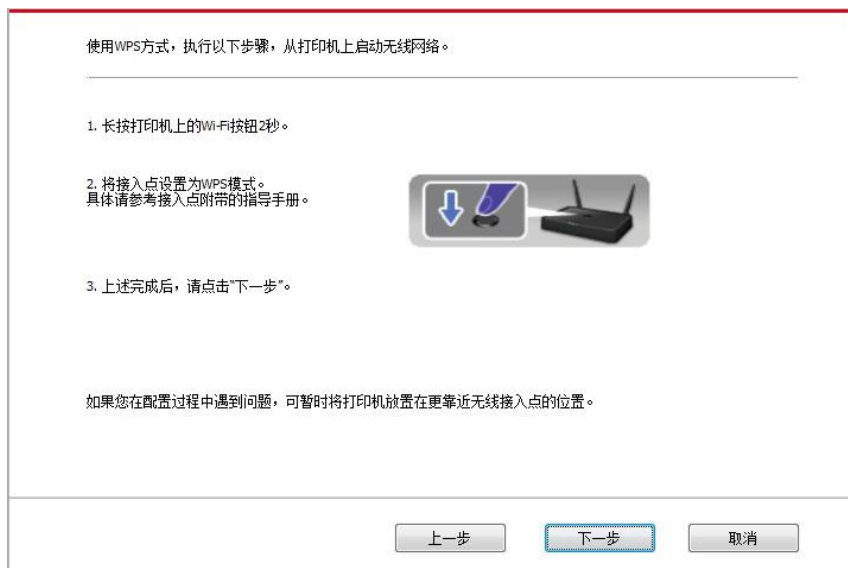 使用WPS方式，执行以下步骤，从打印机上启动无线网络。
1. 长按打印机上的Wi-Fi按钮2秒。
2. 将接入点设置为WPS模式。
具体请参考接入点附带的指导手册。
3. 上述完成后，请点击"下一步"。
如果您在配置过程中遇到问题，可暂时将打印机放置在更靠近无线接入点的位置。
上一步
下一步
取消